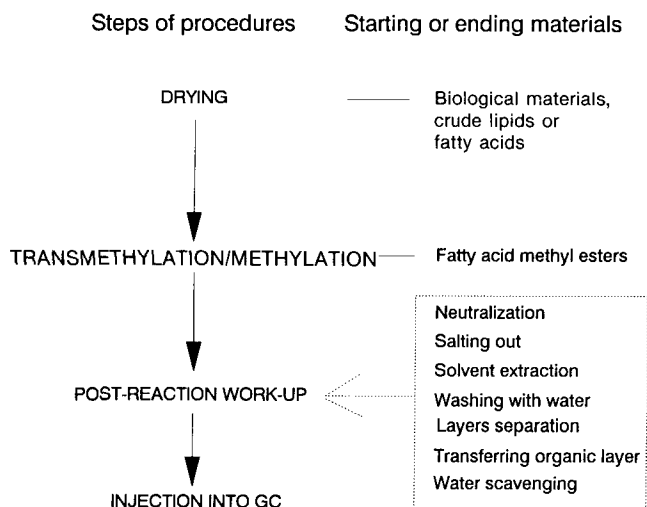 Steps of procedures
Starting or ending materials
DRYING
Biological materials,
crude lipids or
fatty acids
TRANSMETHYLATION/METHYLATION
Fatty acid methyl esters
POST-REACTION WORK-UP
Neutralization
Salting out
Solvent extraction
Washing with water
Layers separation
Transferring organic layer
Water scavenging
INJECTION INTO GC